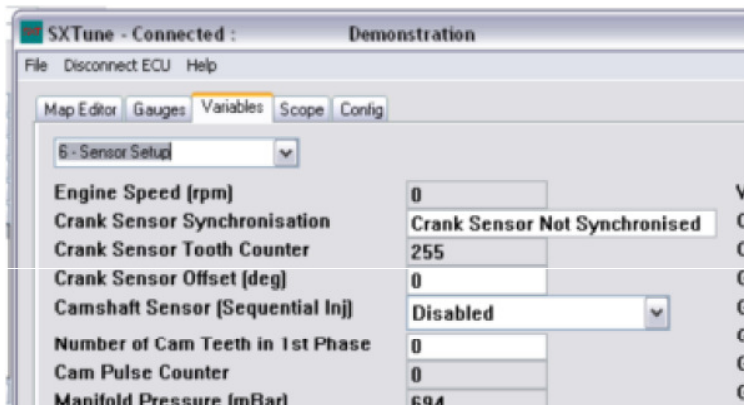 SXTune - Connected : Demonstration
File Disconnect ECU Help
Map Editor Gauges Variables Scope Config
6 - Sensor Setup
Engine Speed (rpm) 0
Crank Sensor Synchronisation Crank Sensor Not Synchronised
Crank Sensor Tooth Counter 255
Crank Sensor Offset (deg) 0
Camshaft Sensor (Sequential Inj) Disabled
Number of Cam Teeth in 1st Phase 0
Cam Pulse Counter 0
Manifold Pressure (mBar) 694